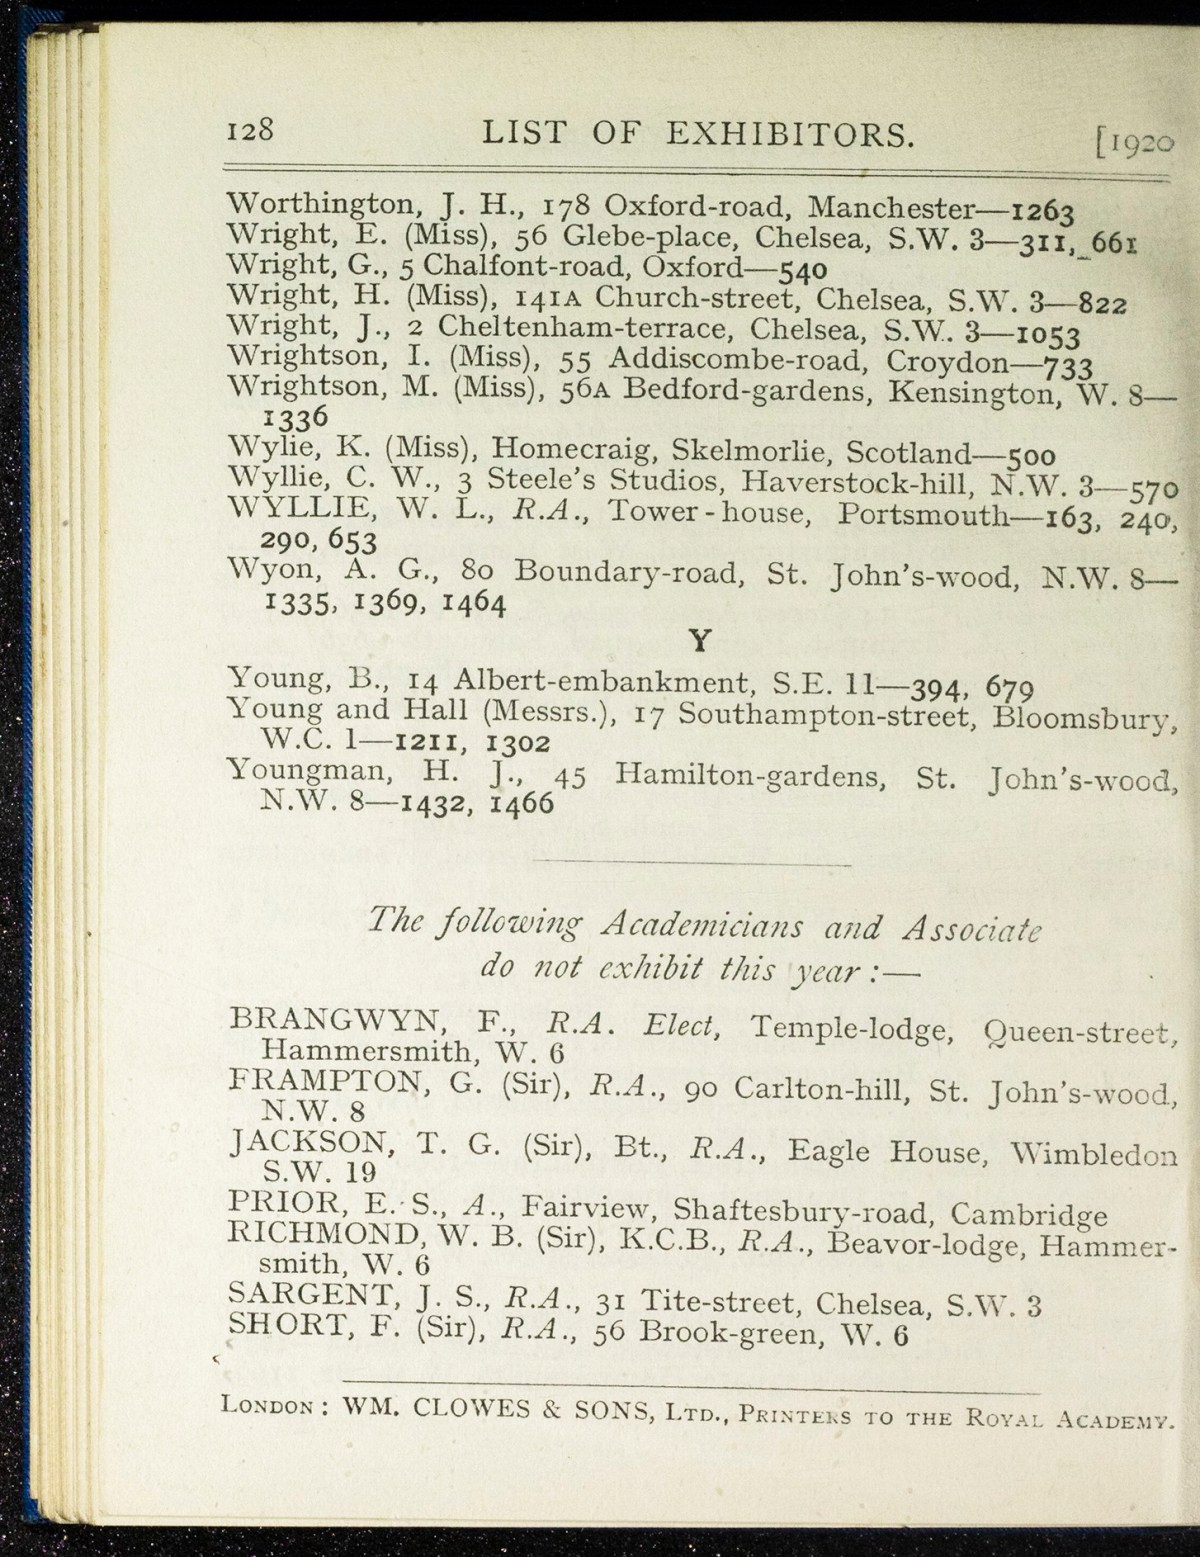 128 LIST OF EXHIBITORS. [1920
Worthington, J. H., 178 Oxford-road, Manchester—1263
Wright, E. (Miss), 56 Glebe-place, Chelsea, S.W. 3—311, 661
Wright, G., 5 Chalfont-road, Oxford—540
Wright, H. (Miss), 141A Church-street, Chelsea, S.W. 3—822
Wright, J., 2 Cheltenham-terrace, Chelsea, S.W. 3—1053
Wrightson, I. (Miss), 55 Addiscombe-road, Croydon—733
Wrightson, M. (Miss), 56A Bedford-gardens, Kensington, W. 8—
1336
Wylie, K. (Miss), Homecraig, Skelmorlie, Scotland—500
Wyllie, C. W., 3 Steele's Studios, Haverstock-hill, N.W. 3—570
WYLLIE, W. L., R.A., Tower-house, Portsmouth—163, 240,
290, 653
Wyon, A. G., 80 Boundary-road, St. John's-wood, N.W. 8—
1335, 1369, 1464
Y
Young, B., 14 Albert-embankment, S.E. 11—394, 679
Young and Hall (Messrs.), 17 Southampton-street, Bloomsbury,
W.C. 1—1211, 1302
Youngman, H. J., 45 Hamilton-gardens, St. John's-wood,
N.W. 8—1432, 1466
The following Academicians and Associate
do not exhibit this year:—
BRANGWYN, F., R.A. Elect, Temple-lodge, Queen-street,
Hammersmith, W. 6
FRAMPTON, G. (Sir), R.A., 90 Carlton-hill, St. John's-wood,
N.W. 8
JACKSON, T. G. (Sir), Bt., R.A., Eagle House, Wimbledon
S.W. 19
PRIOR, E. S., A., Fairview, Shaftesbury-road, Cambridge
RICHMOND, W. B. (Sir), K.C.B., R.A., Beavor-lodge, Hammer-
smith, W. 6
SARGENT, J. S., R.A., 31 Tite-street, Chelsea, S.W. 3
SHORT, F. (Sir), R.A., 56 Brook-green, W. 6
LONDON: WM. CLOWES & SONS, LTD., PRINTERS TO THE ROYAL ACADEMY.